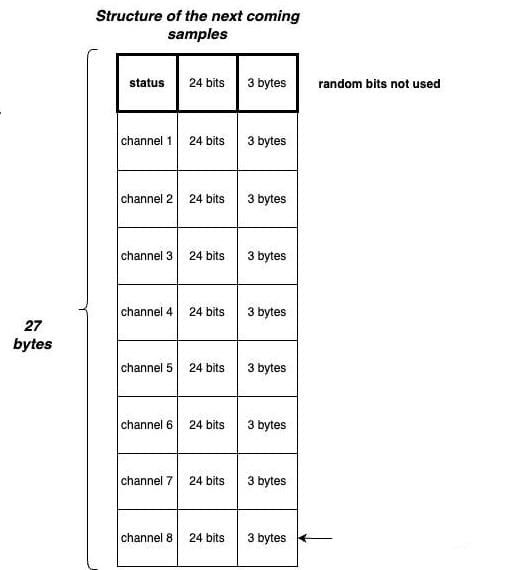 Structure of the next coming
samples
status 24 bits 3 bytes random bits not used
channel 1 24 bits 3 bytes
channel 2 24 bits 3 bytes
channel 3 24 bits 3 bytes
channel 4 24 bits 3 bytes
27
bytes
channel 5 24 bits 3 bytes
channel 6 24 bits 3 bytes
channel 7 24 bits 3 bytes
channel 8 24 bits 3 bytes